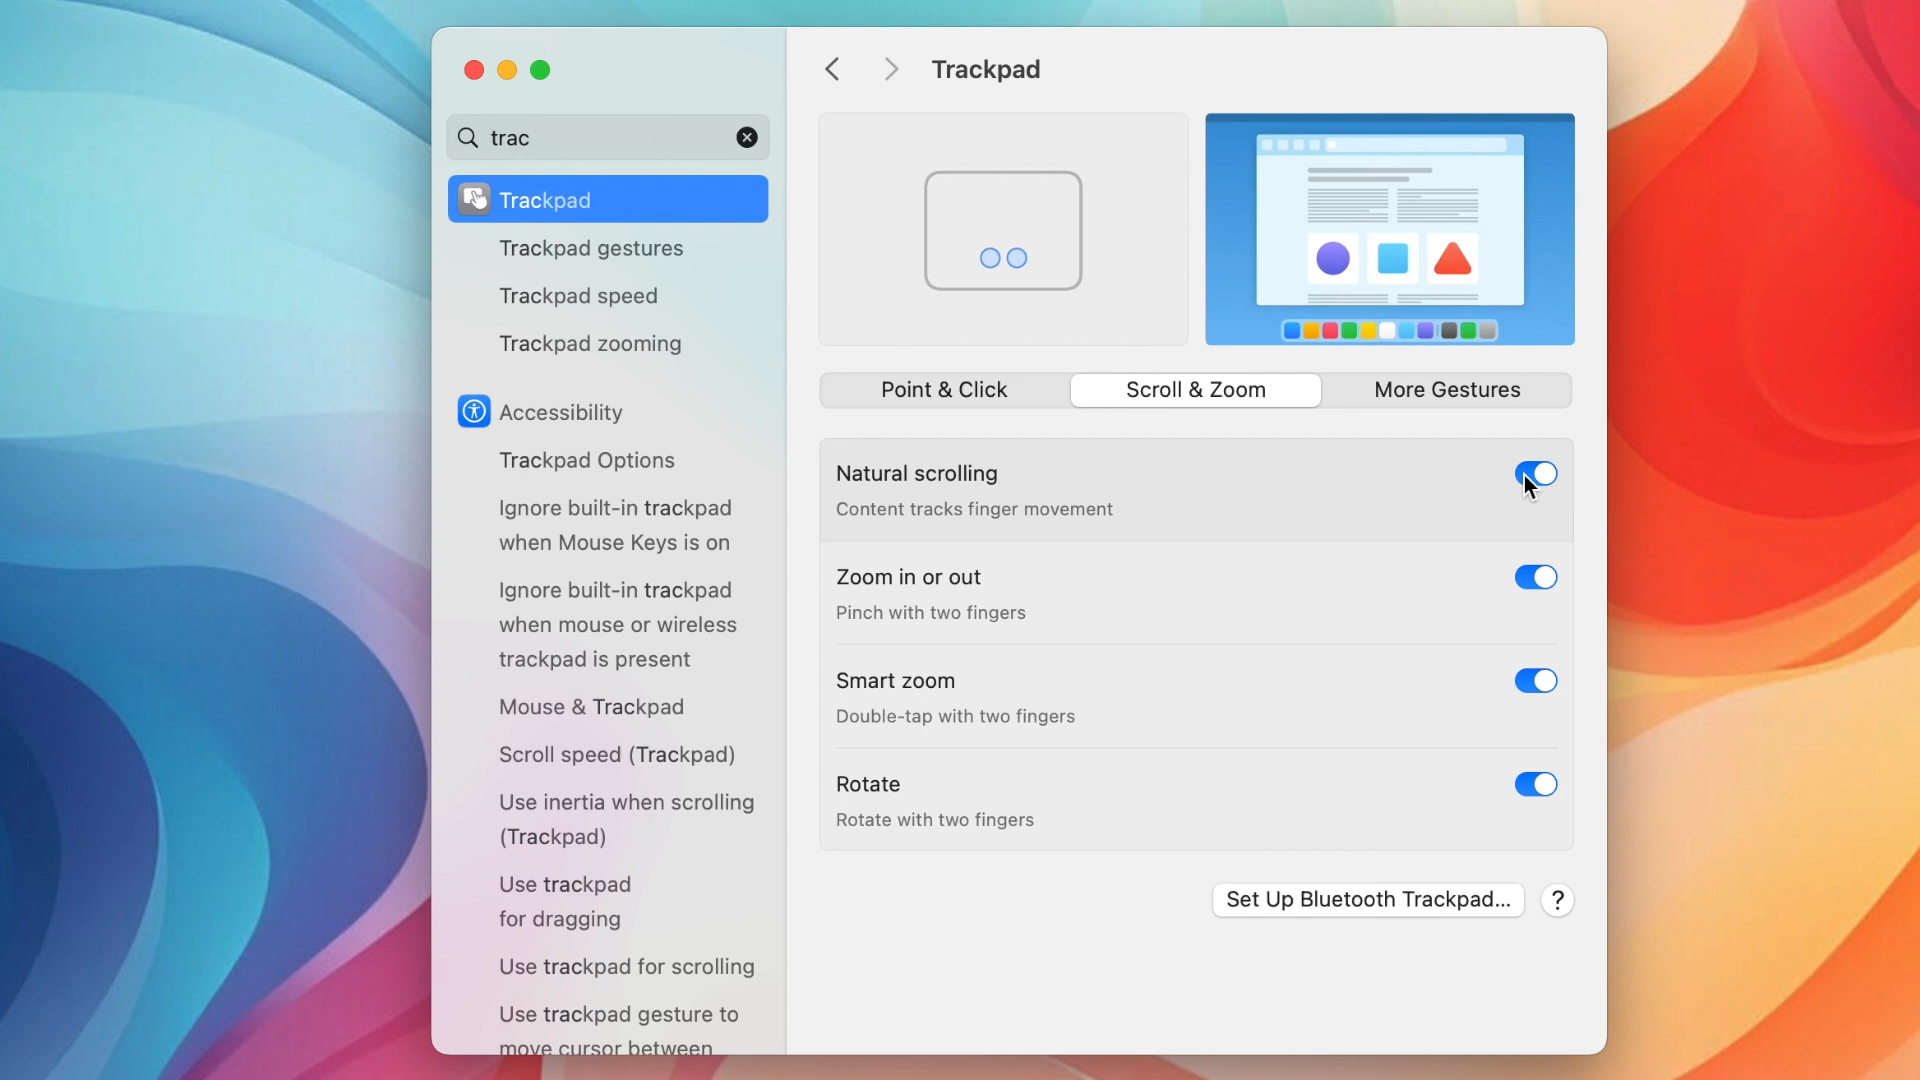 Trackpad
trac
Trackpad
Trackpad gestures
Trackpad speed
Trackpad zooming
Accessibility
Trackpad Options
Ignore built-in trackpad
when Mouse Keys is on
Ignore built-in trackpad
when mouse or wireless
trackpad is present
Mouse & Trackpad
Scroll speed (Trackpad)
Use inertia when scrolling
(Trackpad)
Use trackpad
for dragging
Use trackpad for scrolling
Use trackpad gesture to
move cursor between
Point & Click
Scroll & Zoom
More Gestures
Natural scrolling
Content tracks finger movement
Zoom in or out
Pinch with two fingers
Smart zoom
Double-tap with two fingers
Rotate
Rotate with two fingers
Set Up Bluetooth Trackpad...
?